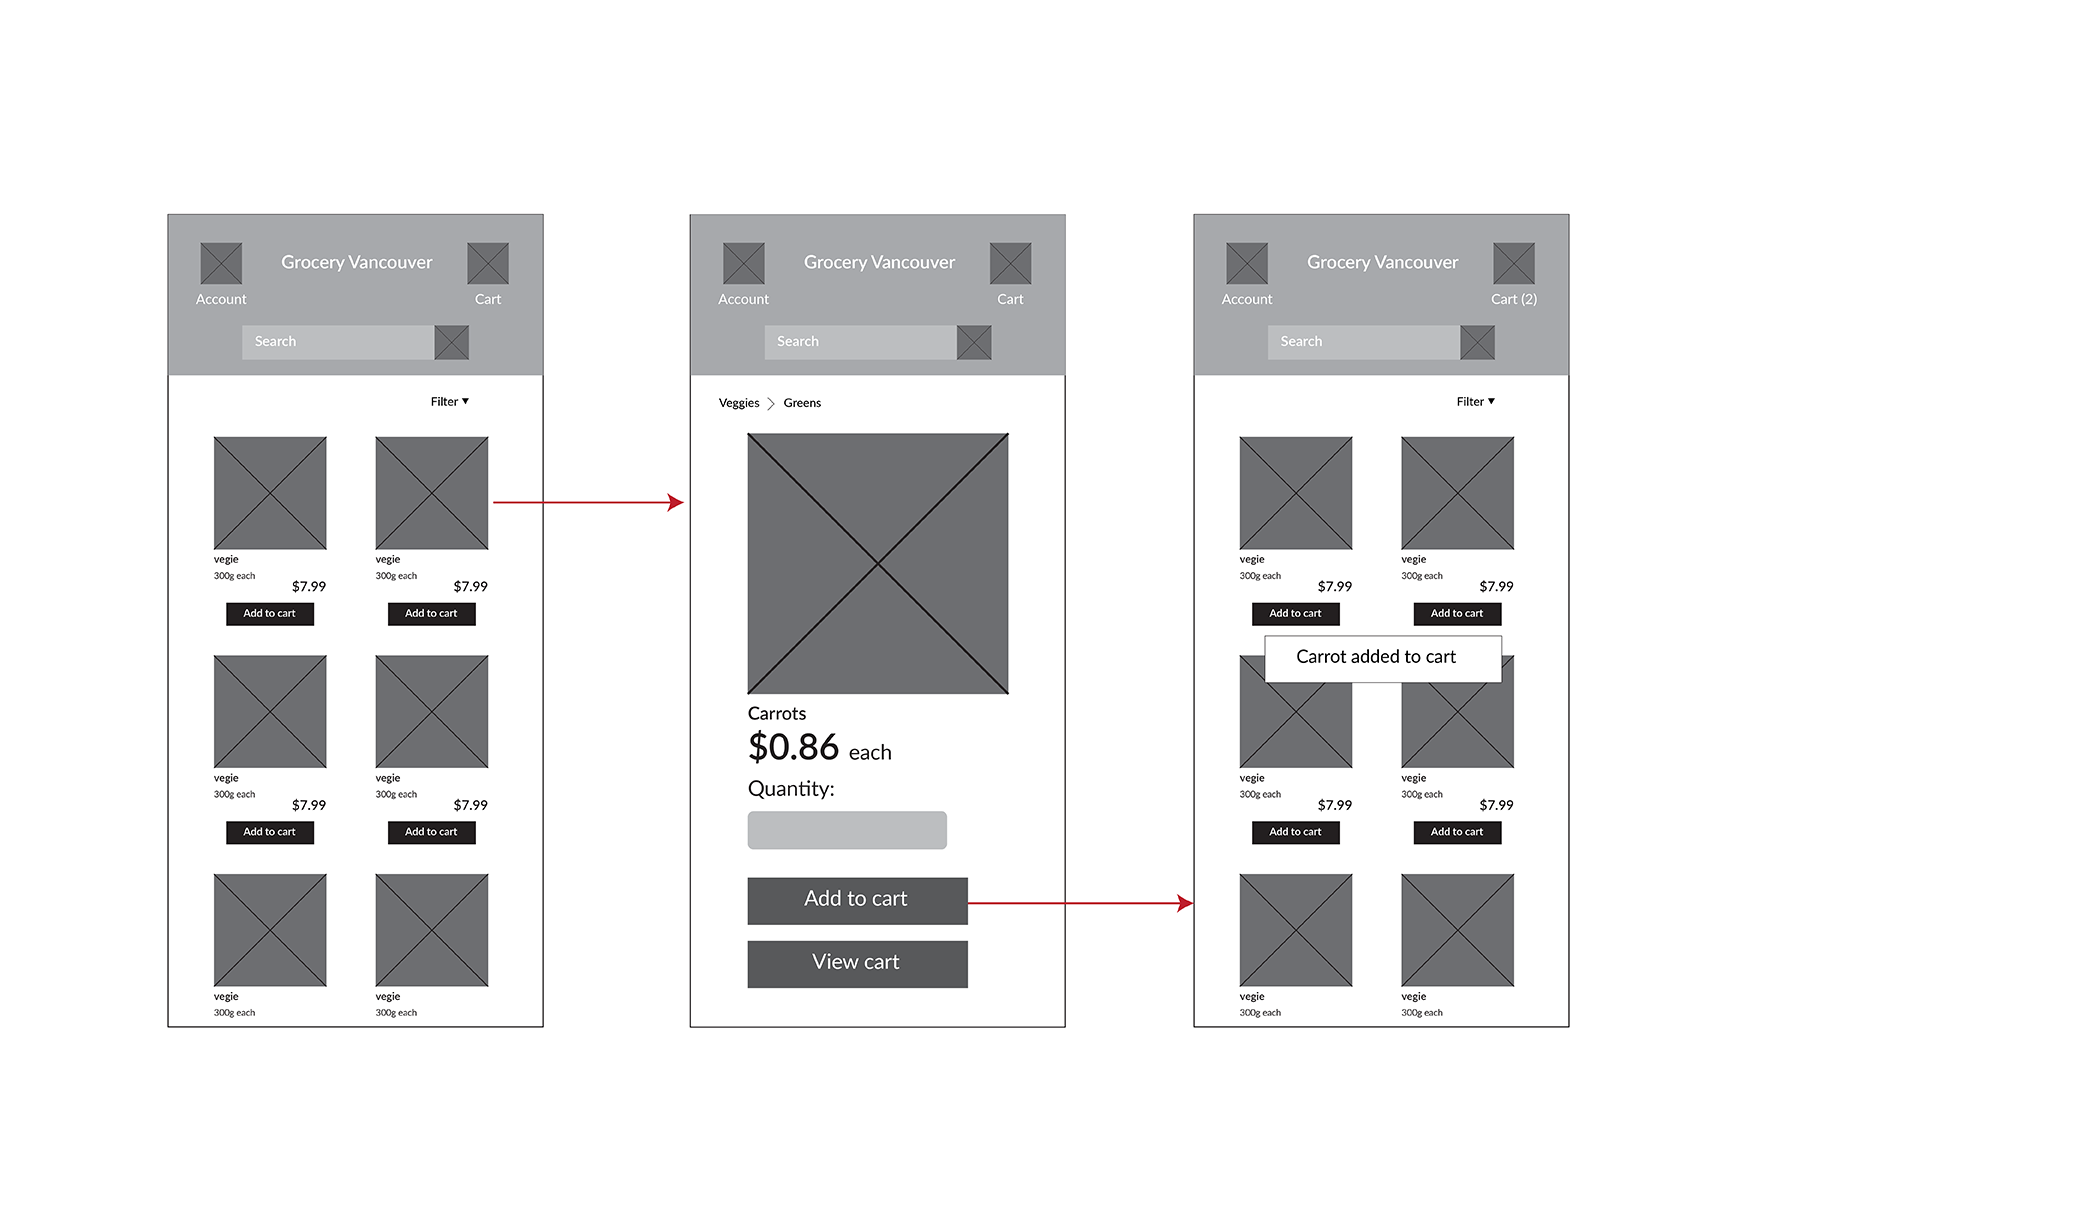 Grocery Vancouver
Account
Cart
Search
Filter ▼
vegie
300g each
$7.99
Add to cart
vegie
300g each
$7.99
Add to cart
vegie
300g each
$7.99
Add to cart
vegie
300g each
$7.99
Add to cart
vegie
300g each
vegie
300g each
Grocery Vancouver
Account
Cart
Search
Veggies > Greens
Carrots
$0.86 each
Quantity:
Add to cart
View cart
Grocery Vancouver
Account
Cart (2)
Search
Filter ▼
vegie
300g each
$7.99
Add to cart
vegie
300g each
$7.99
Add to cart
Carrot added to cart
vegie
300g each
$7.99
Add to cart
vegie
300g each
$7.99
Add to cart
vegie
300g each
vegie
300g each